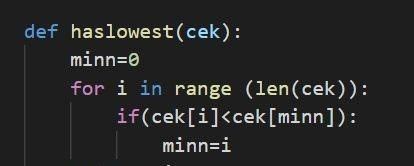 def haslowest(cek):
    minn=0
    for i in range (len(cek)):
        if(cek[i]<cek[minn]):
            minn=i